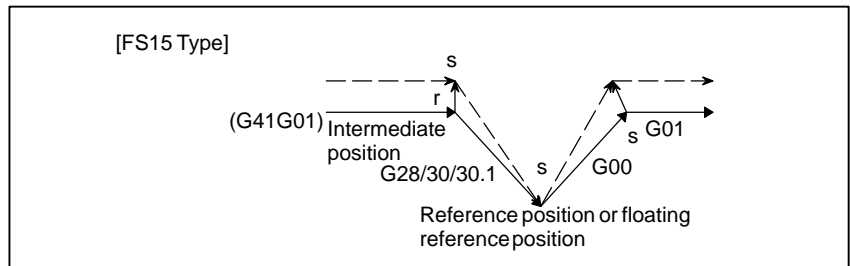 [FS15 Type]
s
r
(G41G01)
Intermediate
position
s
G01
G28/30/30.1
s
G00
Reference position or floating
reference position